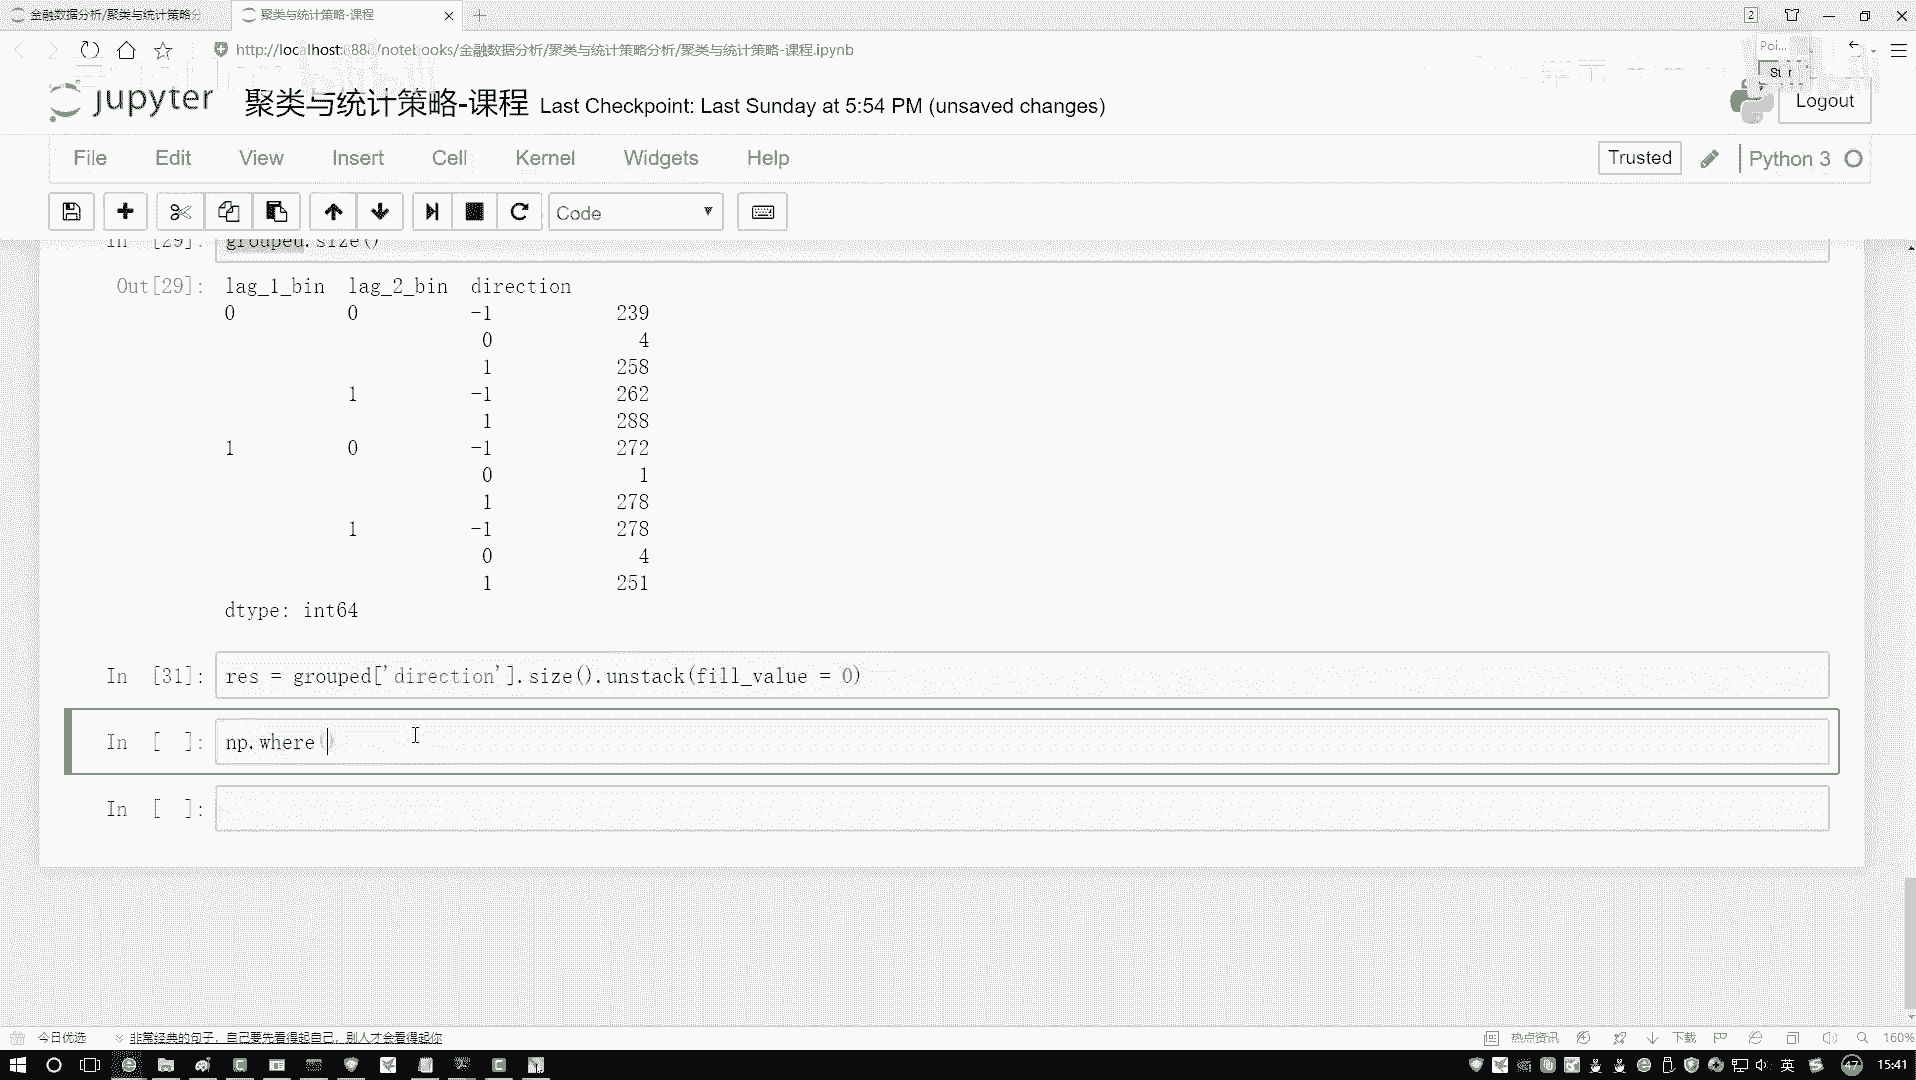 金融数据分析/聚类与统计策略分
聚类与统计策略-课程
2
http://localhost:888/notebooks/金融数据分析/聚类与统计策略分析/聚类与统计策略-课程.ipynb
jupyter 聚类与统计策略-课程 Last Checkpoint: Last Sunday at 5:54 PM (unsaved changes)
Logout
File Edit View Insert Cell Kernel Widgets Help
Trusted
Python 3
Code
In [29]: grouped.size()
Out[29]: lag_1_bin lag_2_bin direction
0 0 -1 239
0 4
1 258
1 -1 262
1 288
1 0 -1 272
0 1
1 278
1 -1 278
0 4
1 251
dtype: int64
In [31]: res = grouped['direction'].size().unstack(fill_value = 0)
In [ ]: np.where()
In [ ]:
今日优选 非常经典的句子，自己要先看得起自己，别人才会看得起你
热点资讯 下载 160%
英 47 15:41